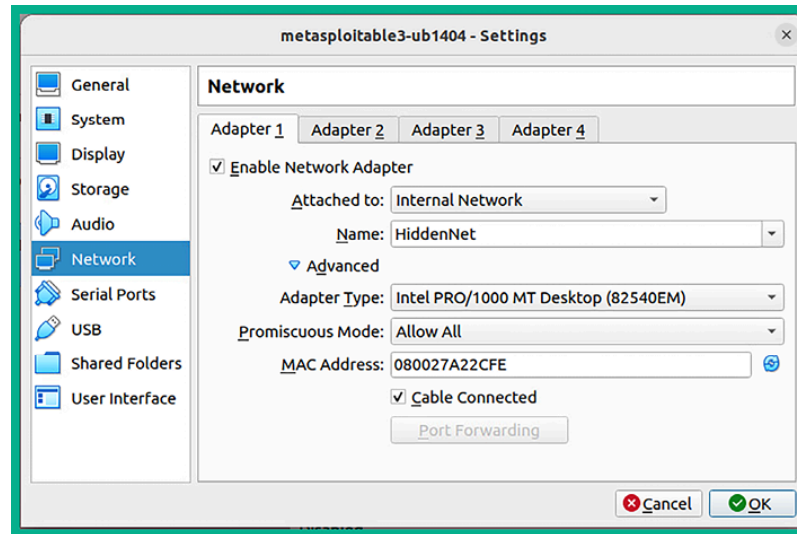 metasploitable3-ub1404 - Settings
General
System
Display
Storage
Audio
Network
Serial Ports
USB
Shared Folders
User Interface
Network
Adapter 1 Adapter 2 Adapter 3 Adapter 4
Enable Network Adapter
Attached to: Internal Network
Name: HiddenNet
Advanced
Adapter Type: Intel PRO/1000 MT Desktop (82540EM)
Promiscuous Mode: Allow All
MAC Address: 080027A22CFE
Cable Connected
Port Forwarding
Cancel OK